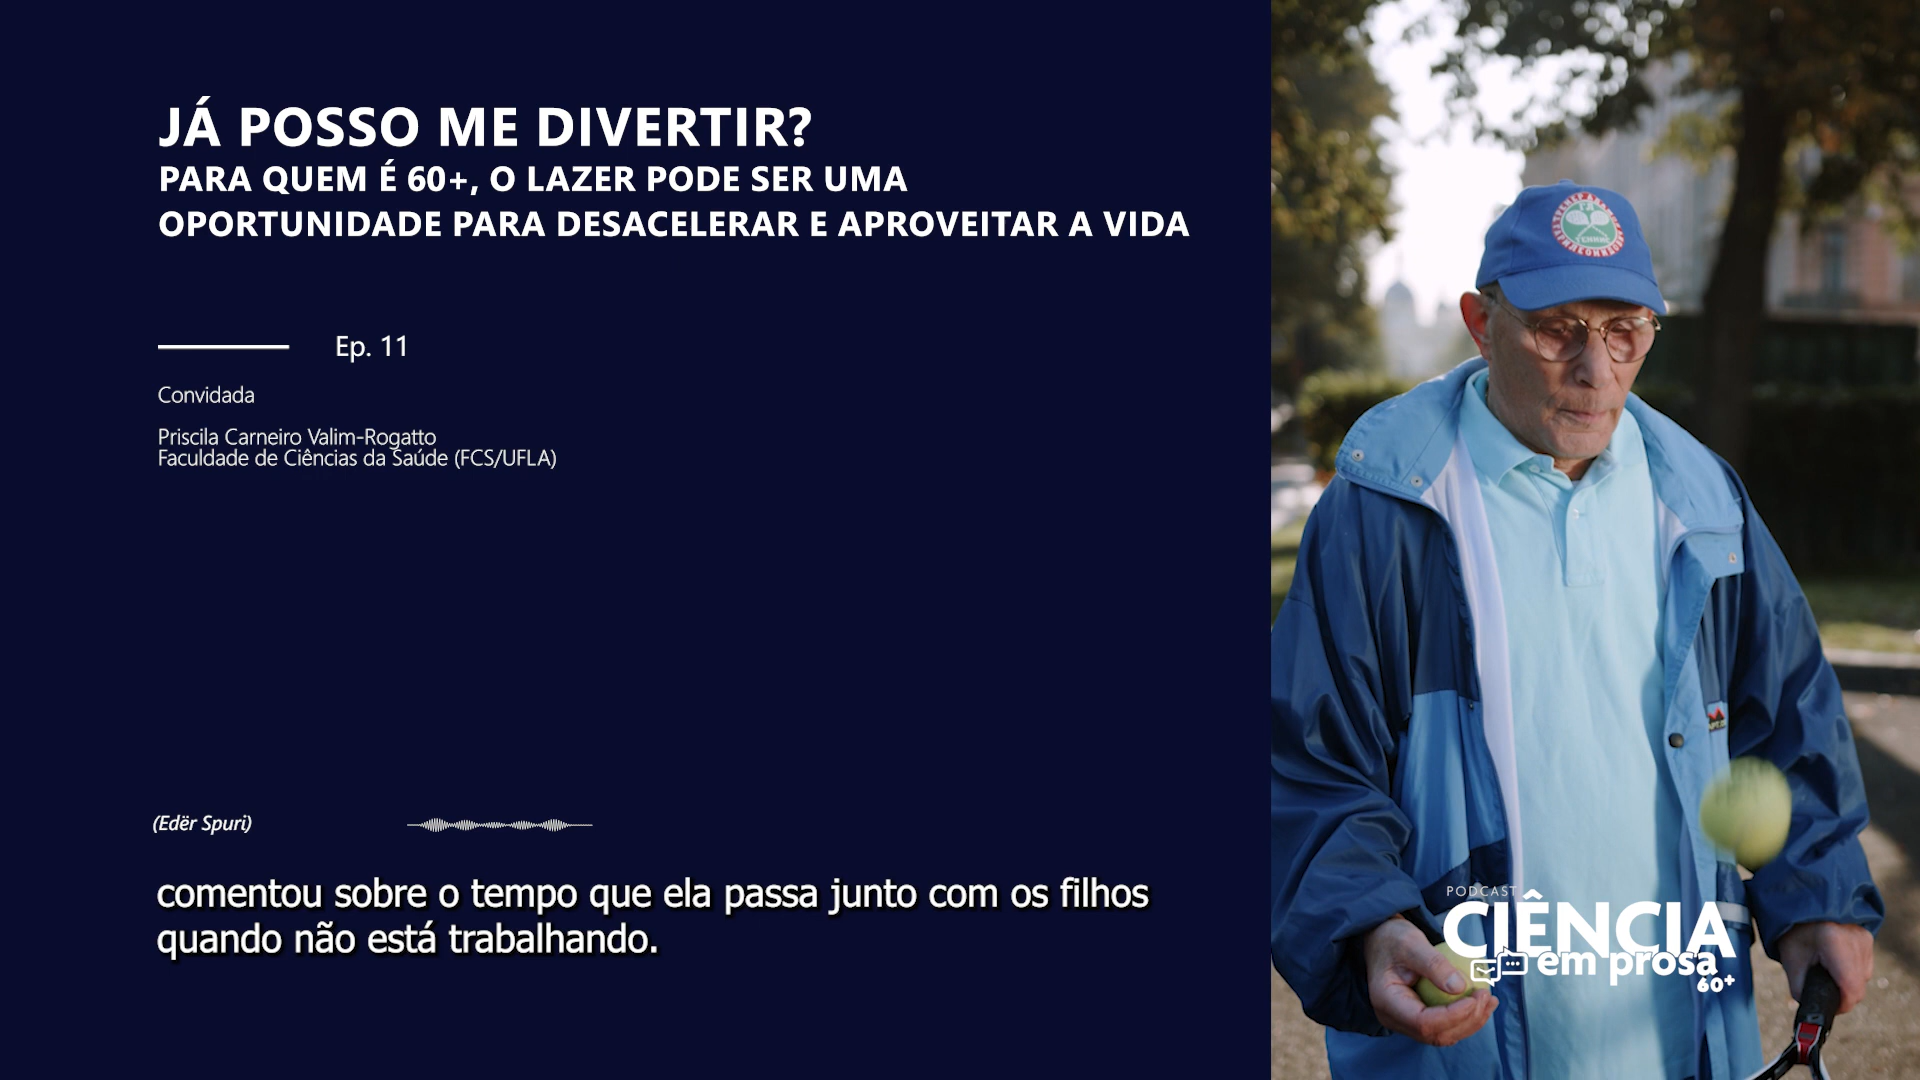 JÁ POSSO ME DIVERTIR?
PARA QUEM É 60+, O LAZER PODE SER UMA
OPORTUNIDADE PARA DESACELERAR E APROVEITAR A VIDA
Ep. 11
Convidada
Priscila Carneiro Valim-Rogatto
Faculdade de Ciências da Saúde (FCS/UFLA)
(Edër Spuri)
comentou sobre o tempo que ela passa junto com os filhos
quando não está trabalhando.
PODCAST
CIÊNCIA
em prosa
60+